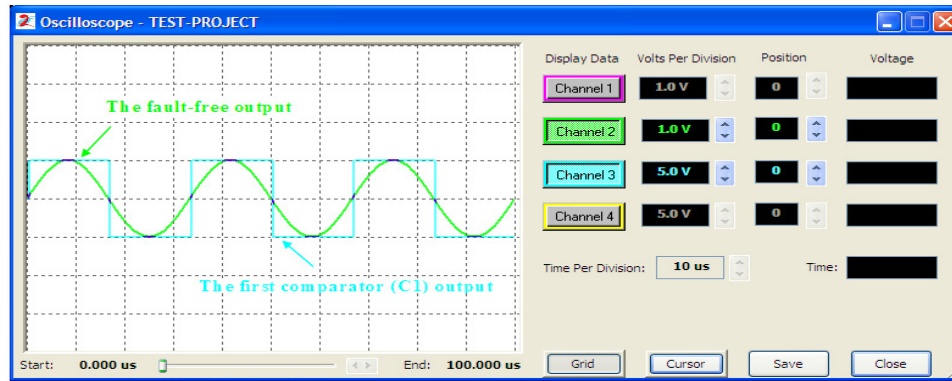 Oscilloscope - TEST-PROJECT
Display Data Volts Per Division Position Voltage
Channel 1 1.0 V 0
The fault-free output
Channel 2 1.0 V 0
Channel 3 5.0 V 0
Channel 4 5.0 V 0
Time Per Division: 10 us Time:
The first comparator (C1) output
Start: 0.000 us End: 100.000 us
Grid Cursor Save Close